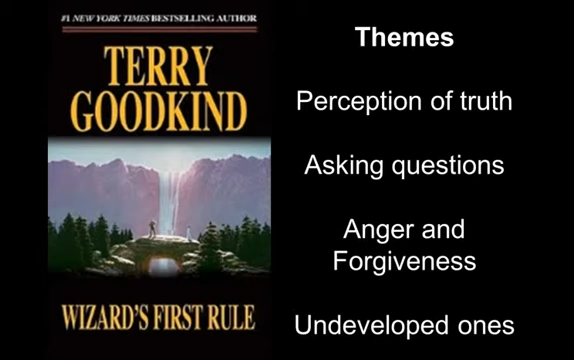 #1 NEW YORK TIMES BESTSELLING AUTHOR
TERRY
GOODKIND
WIZARD'S FIRST RULE
Themes
Perception of truth
Asking questions
Anger and
Forgiveness
Undeveloped ones